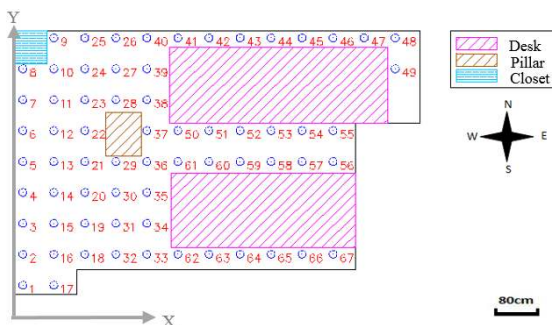 Y
9 25 26 40 41 42 43 44 45 46 47 48
8 10 24 27 39 49
7 11 23 28 38
6 12 22 37 50 51 52 53 54 55
5 13 21 29 36 61 60 59 58 57 56
4 14 20 30 35
3 15 19 31 34
2 16 18 32 33 62 63 64 65 66 67
1 17
X
Desk
Pillar
Closet
N
W E
S
80cm